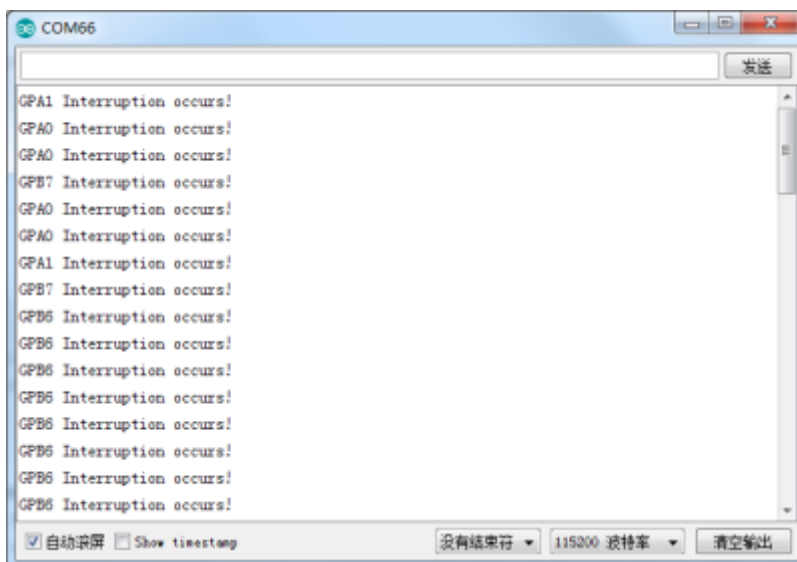 COM66
发送
GPA1 Interruption occurs!
GPA0 Interruption occurs!
GPA0 Interruption occurs!
GPB7 Interruption occurs!
GPA0 Interruption occurs!
GPA0 Interruption occurs!
GPA1 Interruption occurs!
GPB7 Interruption occurs!
GPB6 Interruption occurs!
GPB6 Interruption occurs!
GPB6 Interruption occurs!
GPB6 Interruption occurs!
GPB6 Interruption occurs!
GPB6 Interruption occurs!
GPB6 Interruption occurs!
GPB6 Interruption occurs!
自动滚屏 Show timestamp 没有结束符 115200 波特率 清空输出